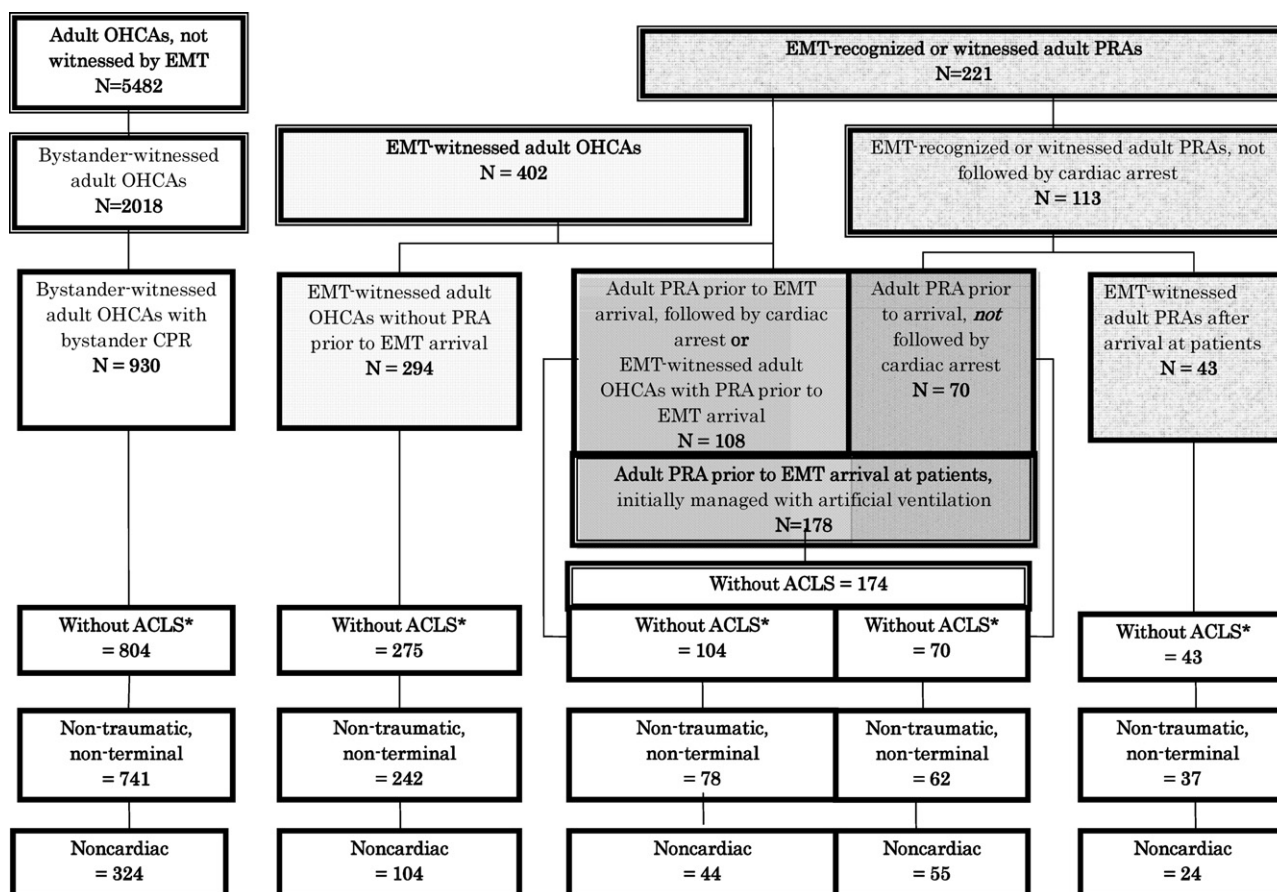 Adult OHCAs, not
witnessed by EMT
N=5482
EMT-recognized or witnessed adult PRAs
N=221
Bystander-witnessed
adult OHCAs
N=2018
EMT-witnessed adult OHCAs
N = 402
EMT-recognized or witnessed adult PRAs, not
followed by cardiac arrest
N = 113
Bystander-witnessed
adult OHCAs with
bystander CPR
N = 930
EMT-witnessed adult
OHCAs without PRA
prior to EMT arrival
N = 294
Adult PRA prior to EMT
arrival, followed by cardiac
arrest or
EMT-witnessed adult
OHCAs with PRA prior to
EMT arrival
N = 108
Adult PRA prior
to arrival, not
followed by
cardiac arrest
N = 70
EMT-witnessed
adult PRAs after
arrival at patients
N = 43
Adult PRA prior to EMT arrival at patients,
initially managed with artificial ventilation
N=178
Without ACLS = 174
Without ACLS*
= 804
Without ACLS*
= 275
Without ACLS*
= 104
Without ACLS*
= 70
Without ACLS*
= 43
Non-traumatic,
non-terminal
= 741
Non-traumatic,
non-terminal
= 242
Non-traumatic,
non-terminal
= 78
Non-traumatic,
non-terminal
= 62
Non-traumatic,
non-terminal
= 37
Noncardiac
= 324
Noncardiac
= 104
Noncardiac
= 44
Noncardiac
= 55
Noncardiac
= 24